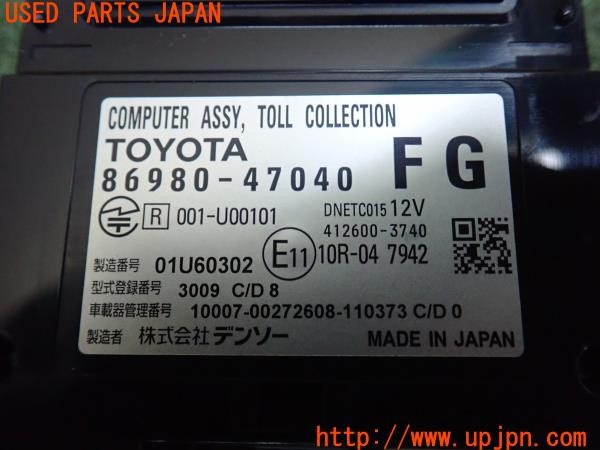 USED PARTS JAPAN
COMPUTER ASSY, TOLL COLLECTION
TOYOTA
86980-47040 FG
R 001-U00101 DNETC015 12V
412600-3740
E11 10R-04 7942
製造番号 01U60302
型式登録番号 3009 C/D 8
車載器管理番号 10007-00272608-110373 C/D 0
製造者 株式会社デンソー MADE IN JAPAN
http://www.upjpn.com